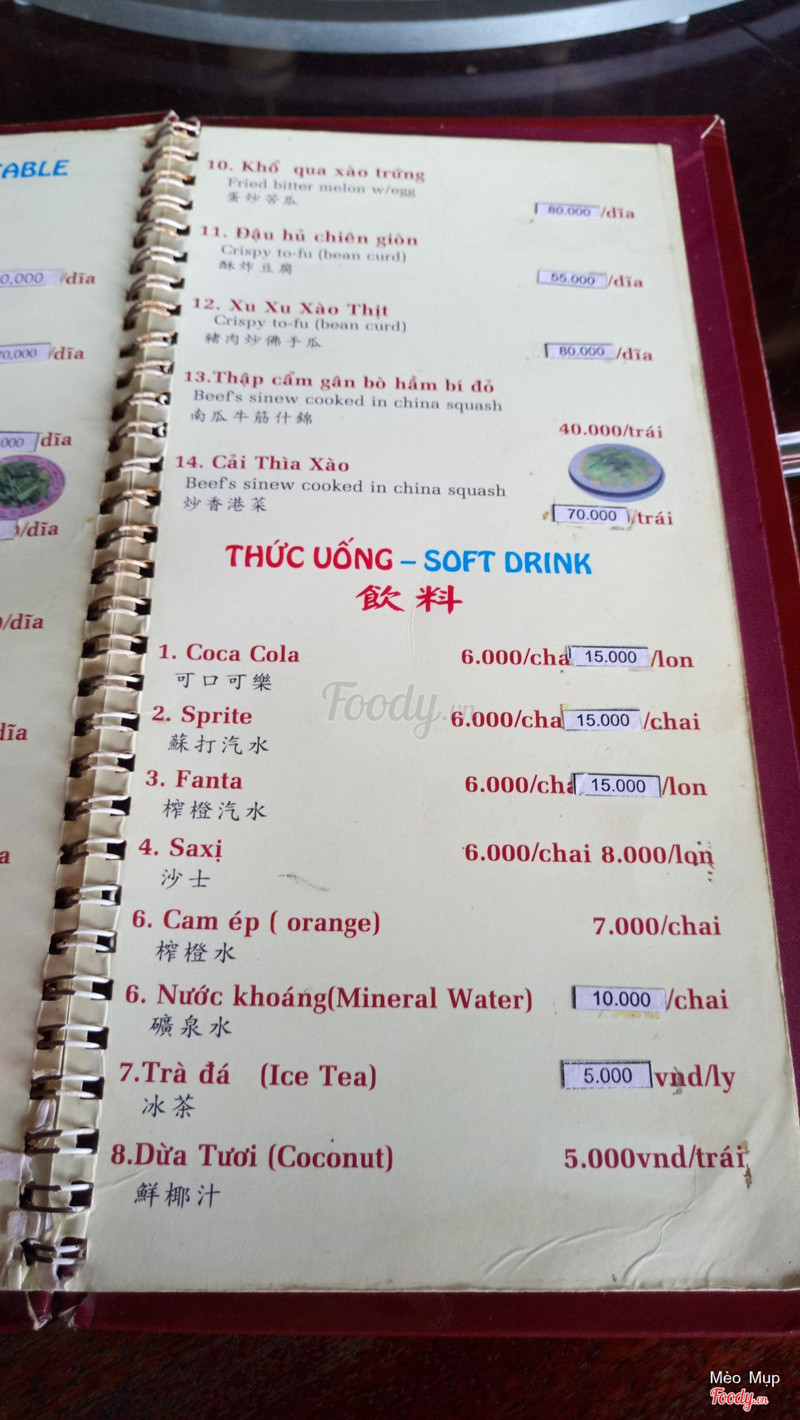 TABLE
/dĩa
/dĩa
dĩa
/dĩa
/dĩa
10. Khổ qua xào trứng
Fried bitter melon w/egg
蛋炒苦瓜
80.000/dĩa
11. Đậu hủ chiên giòn
Crispy to-fu (bean curd)
酥炸豆腐
55.000/dĩa
12. Xu Xu Xào Thịt
Crispy to-fu (bean curd)
豬肉炒佛手瓜
80.000/dĩa
13.Thập cẩm gân bò hầm bí đỏ
Beef's sinew cooked in china squash
南瓜牛筋什錦
40.000/trái
14. Cải Thìa Xào
Beef's sinew cooked in china squash
炒香港菜
70.000/trái
THỨC UỐNG – SOFT DRINK
飲料
1. Coca Cola 6.000/cha 15.000/lon
可口可樂
Foody.vn
2. Sprite 6.000/cha 15.000/chai
蘇打汽水
3. Fanta 6.000/cha 15.000/lon
榨橙汽水
4. Saxị 6.000/chai 8.000/lon
沙士
6. Cam ép ( orange) 7.000/chai
榨橙水
6. Nước khoáng(Mineral Water) 10.000/chai
礦泉水
7.Trà đá (Ice Tea) 5.000 vnd/ly
冰茶
8.Dừa Tươi (Coconut) 5.000vnd/trái
鮮椰汁
Mèo Mụp
Foody.vn